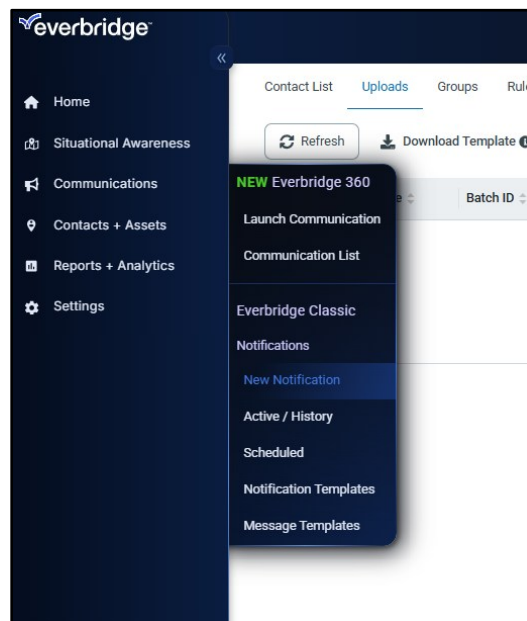 everbridge™
«
Home
Situational Awareness
Communications
Contacts + Assets
Reports + Analytics
Settings
Contact List Uploads Groups
Refresh Download Template
Batch ID
NEW Everbridge 360
Launch Communication
Communication List
Everbridge Classic
Notifications
New Notification
Active / History
Scheduled
Notification Templates
Message Templates